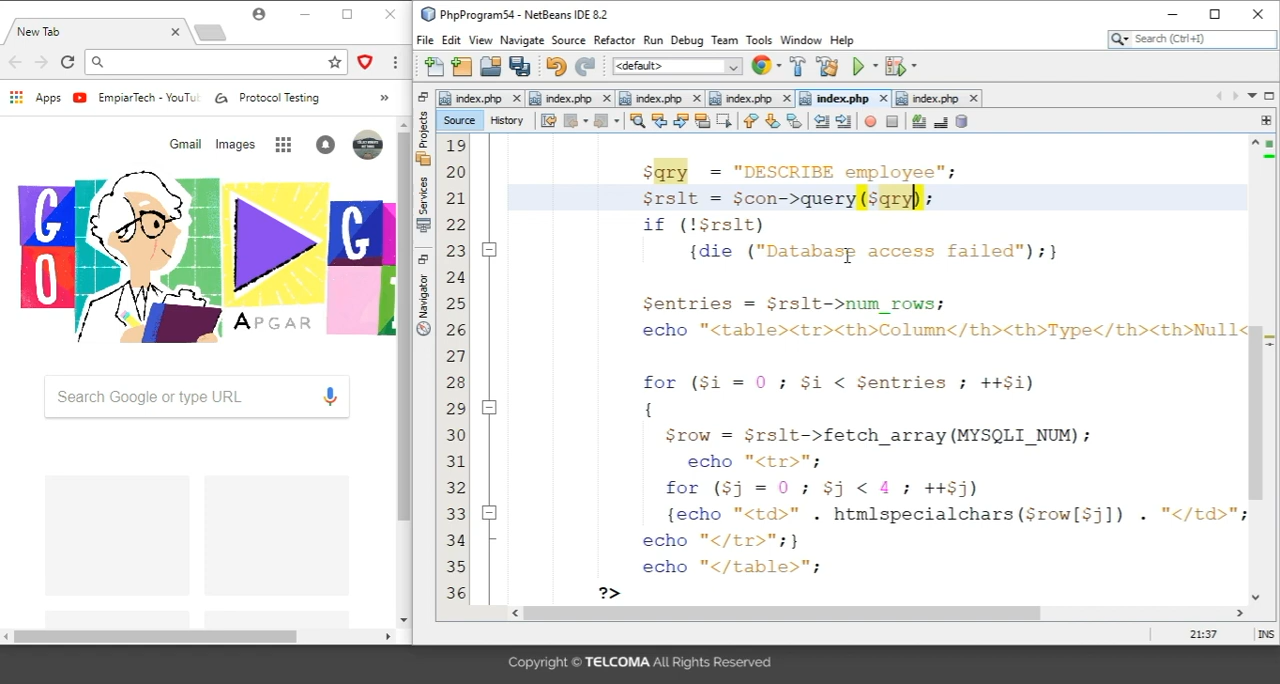 New Tab
Apps
EmpiarTech - YouTu
Protocol Testing
»
Gmail
Images
G
G
O
APGAR
Search Google or type URL
PhpProgram54 - NetBeans IDE 8.2
File Edit View Navigate Source Refactor Run Debug Team Tools Window Help
Search (Ctrl+I)
<default>
index.php index.php index.php index.php index.php index.php
Source History
Projects
Services
Navigator
19
20 $qry = "DESCRIBE employee";
21 $rslt = $con->query($qry);
22 if (!$rslt)
23 {die ("Database access failed");}
24
25 $entries = $rslt->num_rows;
26 echo "<table><tr><th>Column</th><th>Type</th><th>Null<
27
28 for ($i = 0 ; $i < $entries ; ++$i)
29 {
30 $row = $rslt->fetch_array(MYSQLI_NUM);
31 echo "<tr>";
32 for ($j = 0 ; $j < 4 ; ++$j)
33 {echo "<td>" . htmlspecialchars($row[$j]) . "</td>";
34 echo "</tr>";}
35 echo "</table>";
36 ?>
21:37 INS
Copyright © TELCOMA All Rights Reserved